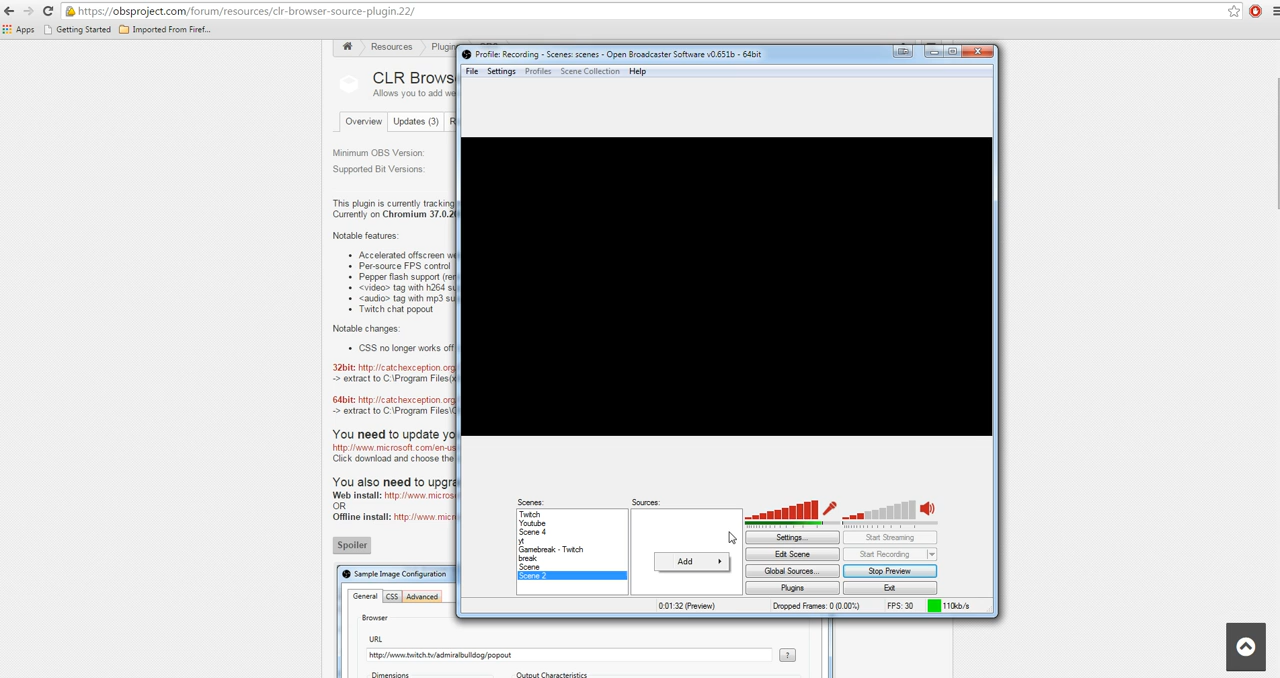 https://obsproject.com/forum/resources/clr-browser-source-plugin.22/
Apps Getting Started Imported From Firef...
Resources Plugin
CLR Brows
Allows you to add we
Overview Updates (3) R
Minimum OBS Version:
Supported Bit Versions:
This plugin is currently tracking
Currently on Chromium 37.0.20
Notable features:
Accelerated offscreen we
Per-source FPS control
Pepper flash support (ren
<video> tag with h264 su
<audio> tag with mp3 su
Twitch chat popout
Notable changes:
CSS no longer works off
32bit: http://catchexception.org
-> extract to C:\Program Files(x
64bit: http://catchexception.org
-> extract to C:\Program Files\O
You need to update yo
http://www.microsoft.com/en-us
Click download and choose the
You also need to upgra
Web install: http://www.micros
OR
Offline install: http://www.micr
Spoiler
Sample Image Configuration
General CSS Advanced
Browser
URL
http://www.twitch.tv/admiralbulldog/popout
?
Dimensions Output Characteristics
Profile: Recording - Scenes: scenes - Open Broadcaster Software v0.651b - 64bit
File Settings Profiles Scene Collection Help
Scenes: Sources:
Twitch
Youtube
Scene 4
yt
Gamebreak - Twitch
break
Scene
Scene 2
Add
Settings... Start Streaming
Edit Scene Start Recording
Global Sources... Stop Preview
Plugins Exit
0:01:32 (Preview) Dropped Frames: 0 (0.00%) FPS: 30 110kb/s